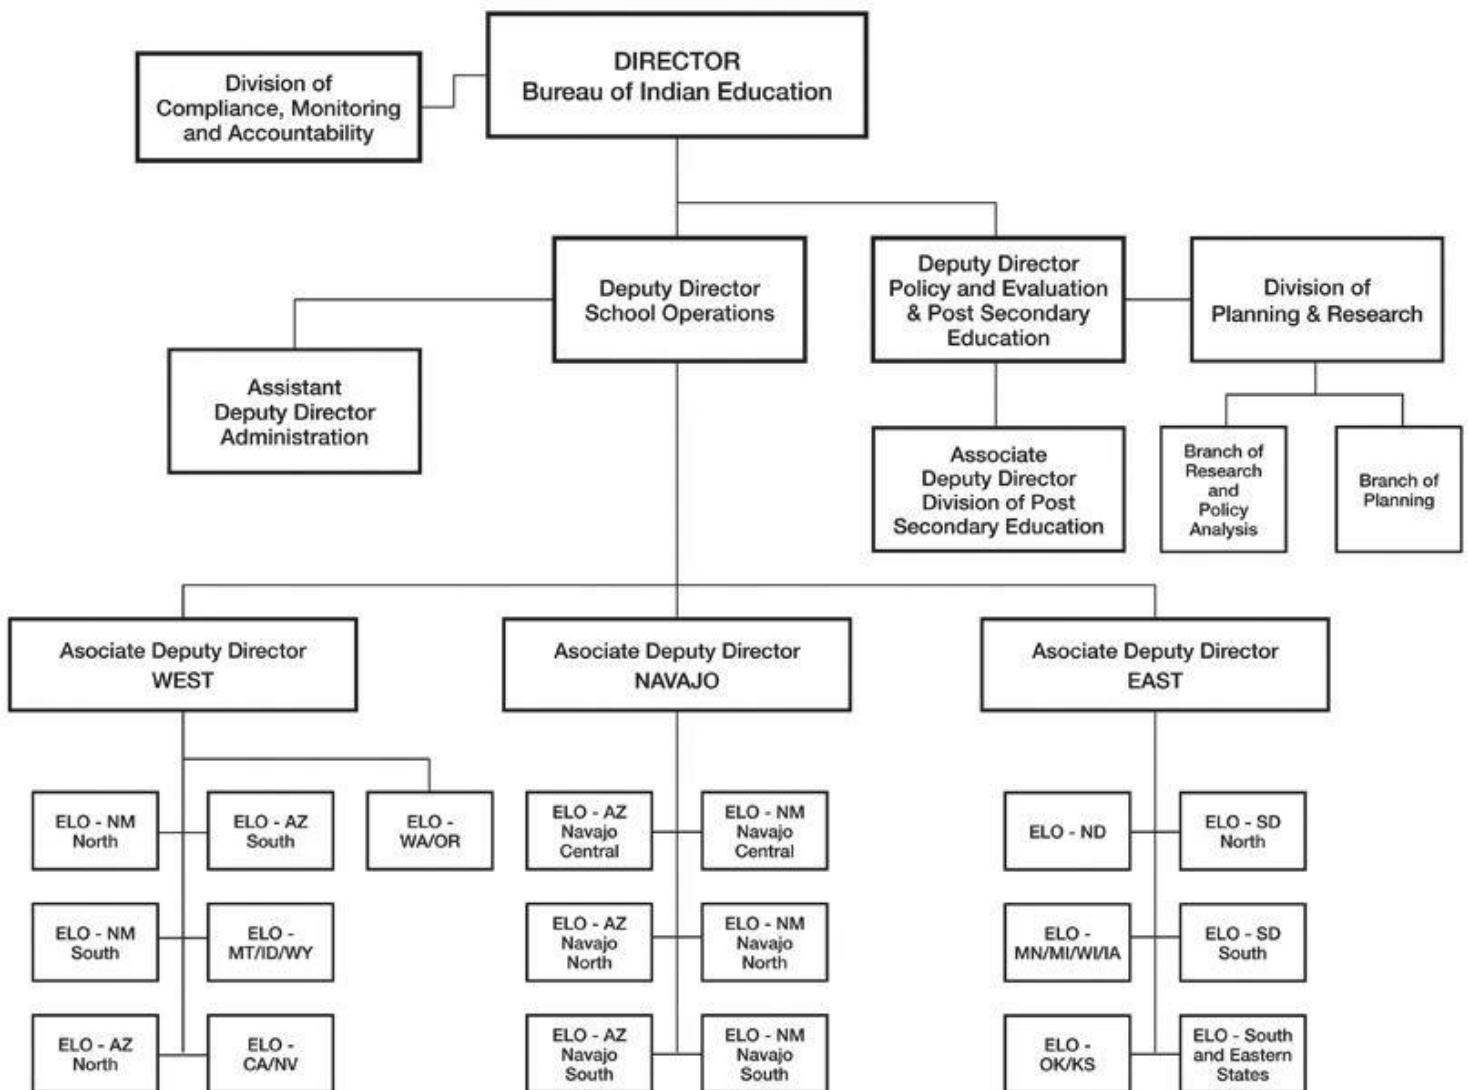 DIRECTOR
Bureau of Indian Education
Division of
Compliance, Monitoring
and Accountability
Deputy Director
School Operations
Deputy Director
Policy and Evaluation
& Post Secondary
Education
Division of
Planning & Research
Assistant
Deputy Director
Administration
Associate
Deputy Director
Division of Post
Secondary Education
Branch of
Research
and
Policy
Analysis
Branch of
Planning
Asociate Deputy Director
WEST
Asociate Deputy Director
NAVAJO
Asociate Deputy Director
EAST
ELO - NM
North
ELO - AZ
South
ELO -
WA/OR
ELO - AZ
Navajo
Central
ELO - NM
Navajo
Central
ELO - ND
ELO - SD
North
ELO - NM
South
ELO -
MT/ID/WY
ELO - AZ
Navajo
North
ELO - NM
Navajo
North
ELO -
MN/MI/WI/IA
ELO - SD
South
ELO - AZ
North
ELO -
CA/NV
ELO - AZ
Navajo
South
ELO - NM
Navajo
South
ELO -
OK/KS
ELO - South
and Eastern
States